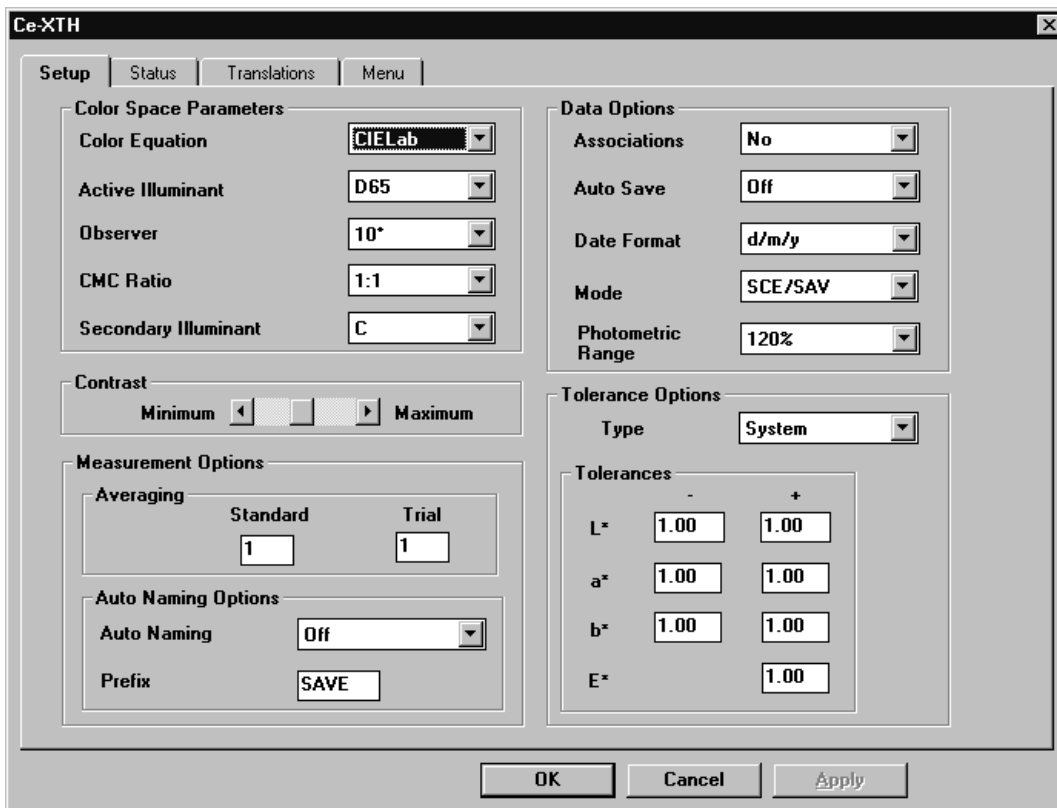 Ce-XTH
Setup Status Translations Menu
Color Space Parameters
Color Equation CIELab
Active Illuminant D65
Observer 10*
CMC Ratio 1:1
Secondary Illuminant C
Contrast
Minimum Maximum
Measurement Options
Averaging
Standard Trial
1 1
Auto Naming Options
Auto Naming Off
Prefix SAVE
Data Options
Associations No
Auto Save Off
Date Format d/m/y
Mode SCE/SAV
Photometric
Range 120%
Tolerance Options
Type System
Tolerances
- +
L* 1.00 1.00
a* 1.00 1.00
b* 1.00 1.00
E* 1.00
OK Cancel Apply